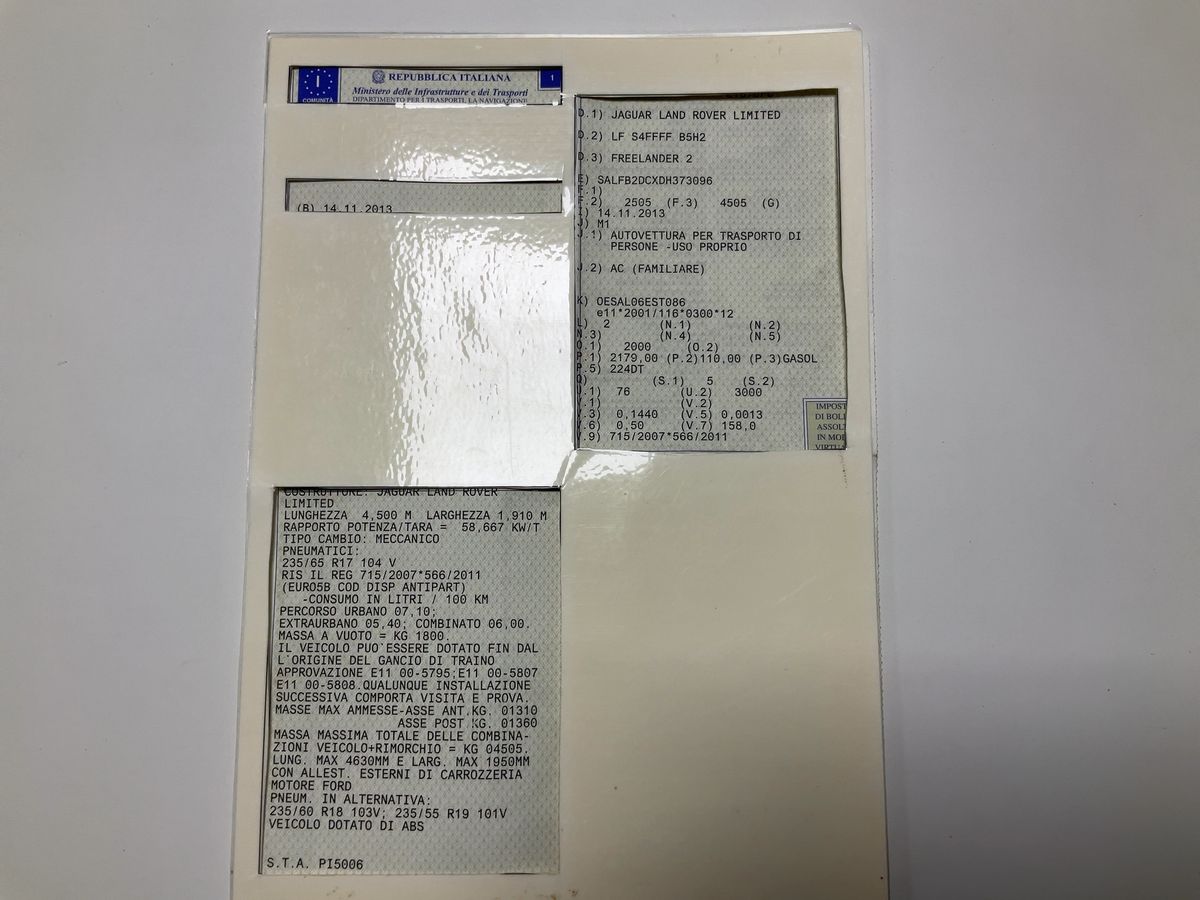 I
COMUNITÀ
REPUBBLICA ITALIANA
Ministero delle Infrastrutture e dei Trasporti
DIPARTIMENTO PER I TRASPORTI, LA NAVIGAZIONE
1
(B) 14.11.2013
D.1) JAGUAR LAND ROVER LIMITED
D.2) LF S4FFFF B5H2
D.3) FREELANDER 2
E) SALFB2DCXDH373096
F.1)
F.2) 2505 (F.3) 4505 (G)
I) 14.11.2013
J) M1
J.1) AUTOVETTURA PER TRASPORTO DI
PERSONE -USO PROPRIO
J.2) AC (FAMILIARE)
K) OESAL06EST086
e11*2001/116*0300*12
L) 2 (N.1) (N.2)
N.3) (N.4) (N.5)
O.1) 2000 (O.2)
P.1) 2179,00 (P.2)110,00 (P.3)GASOL
P.5) 224DT
Q) (S.1) 5 (S.2)
U.1) 76 (U.2) 3000
V.1) (V.2)
V.3) 0,1440 (V.5) 0,0013
V.6) 0,50 (V.7) 158,0
V.9) 715/2007*566/2011
IMPOST
DI BOLL
ASSOL
IN MOD
VIRTUA
COSTRUTTORE: JAGUAR LAND ROVER
LIMITED
LUNGHEZZA 4,500 M LARGHEZZA 1,910 M
RAPPORTO POTENZA/TARA = 58,667 KW/T
TIPO CAMBIO: MECCANICO
PNEUMATICI:
235/65 R17 104 V
RIS IL REG 715/2007*566/2011
(EURO5B COD DISP ANTIPART)
-CONSUMO IN LITRI / 100 KM
PERCORSO URBANO 07,10;
EXTRAURBANO 05,40; COMBINATO 06,00.
MASSA A VUOTO = KG 1800.
IL VEICOLO PUO'ESSERE DOTATO FIN DAL
L'ORIGINE DEL GANCIO DI TRAINO
APPROVAZIONE E11 00-5795;E11 00-5807
E11 00-5808.QUALUNQUE INSTALLAZIONE
SUCCESSIVA COMPORTA VISITA E PROVA.
MASSE MAX AMMESSE-ASSE ANT.KG. 01310
ASSE POST.KG. 01360
MASSA MASSIMA TOTALE DELLE COMBINA-
ZIONI VEICOLO+RIMORCHIO = KG 04505.
LUNG. MAX 4630MM E LARG. MAX 1950MM
CON ALLEST. ESTERNI DI CARROZZERIA
MOTORE FORD
PNEUM. IN ALTERNATIVA:
235/60 R18 103V; 235/55 R19 101V
VEICOLO DOTATO DI ABS
S.T.A. PI5006